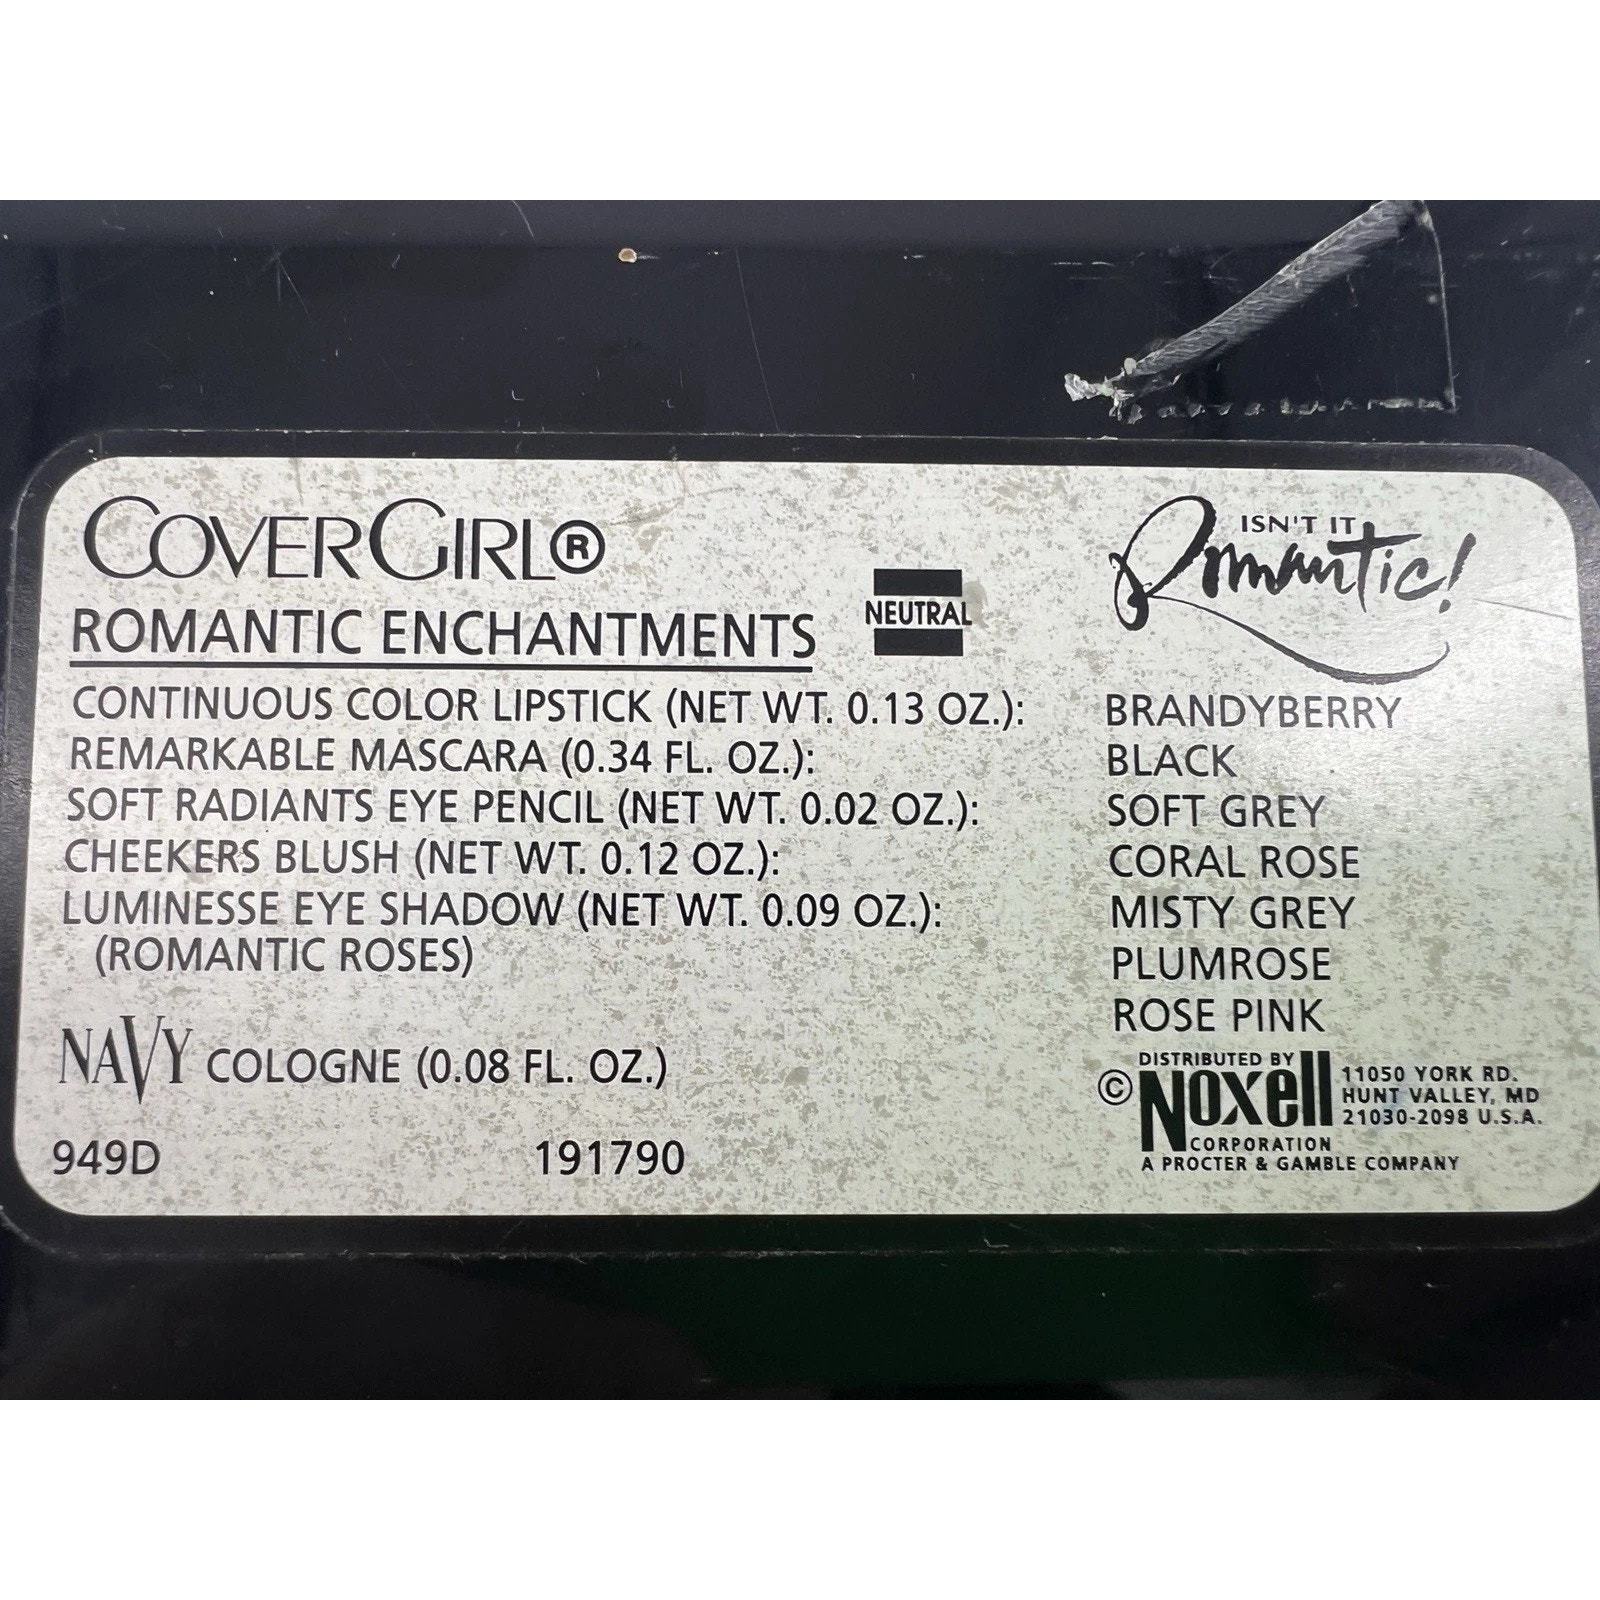 COVERGIRL®
ROMANTIC ENCHANTMENTS
NEUTRAL
ISN'T IT
Romantic!
CONTINUOUS COLOR LIPSTICK (NET WT. 0.13 OZ.): BRANDYBERRY
REMARKABLE MASCARA (0.34 FL. OZ.): BLACK
SOFT RADIANTS EYE PENCIL (NET WT. 0.02 OZ.): SOFT GREY
CHEEKERS BLUSH (NET WT. 0.12 OZ.): CORAL ROSE
LUMINESSE EYE SHADOW (NET WT. 0.09 OZ.): MISTY GREY
(ROMANTIC ROSES) PLUMROSE
ROSE PINK
NAVY COLOGNE (0.08 FL. OZ.)
DISTRIBUTED BY
© Noxell
CORPORATION
A PROCTER & GAMBLE COMPANY
11050 YORK RD.
HUNT VALLEY, MD
21030-2098 U.S.A.
949D 191790